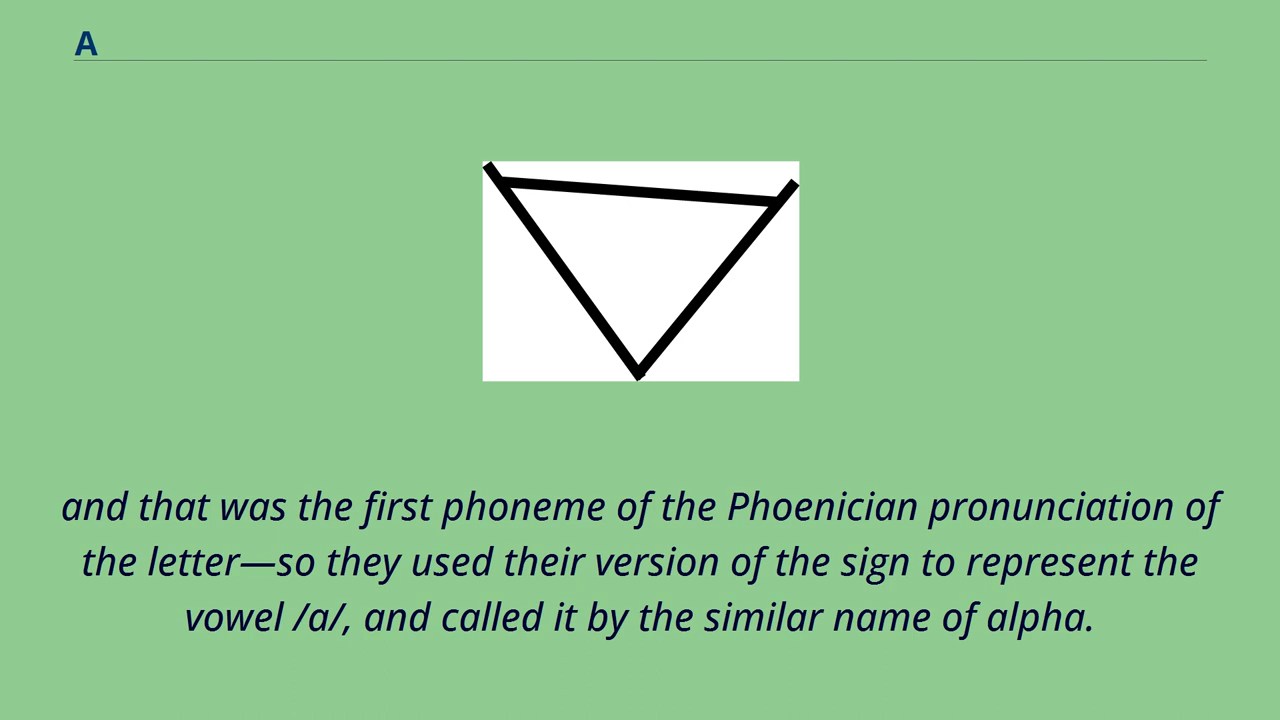 A
and that was the first phoneme of the Phoenician pronunciation of
the letter—so they used their version of the sign to represent the
vowel /a/, and called it by the similar name of alpha.